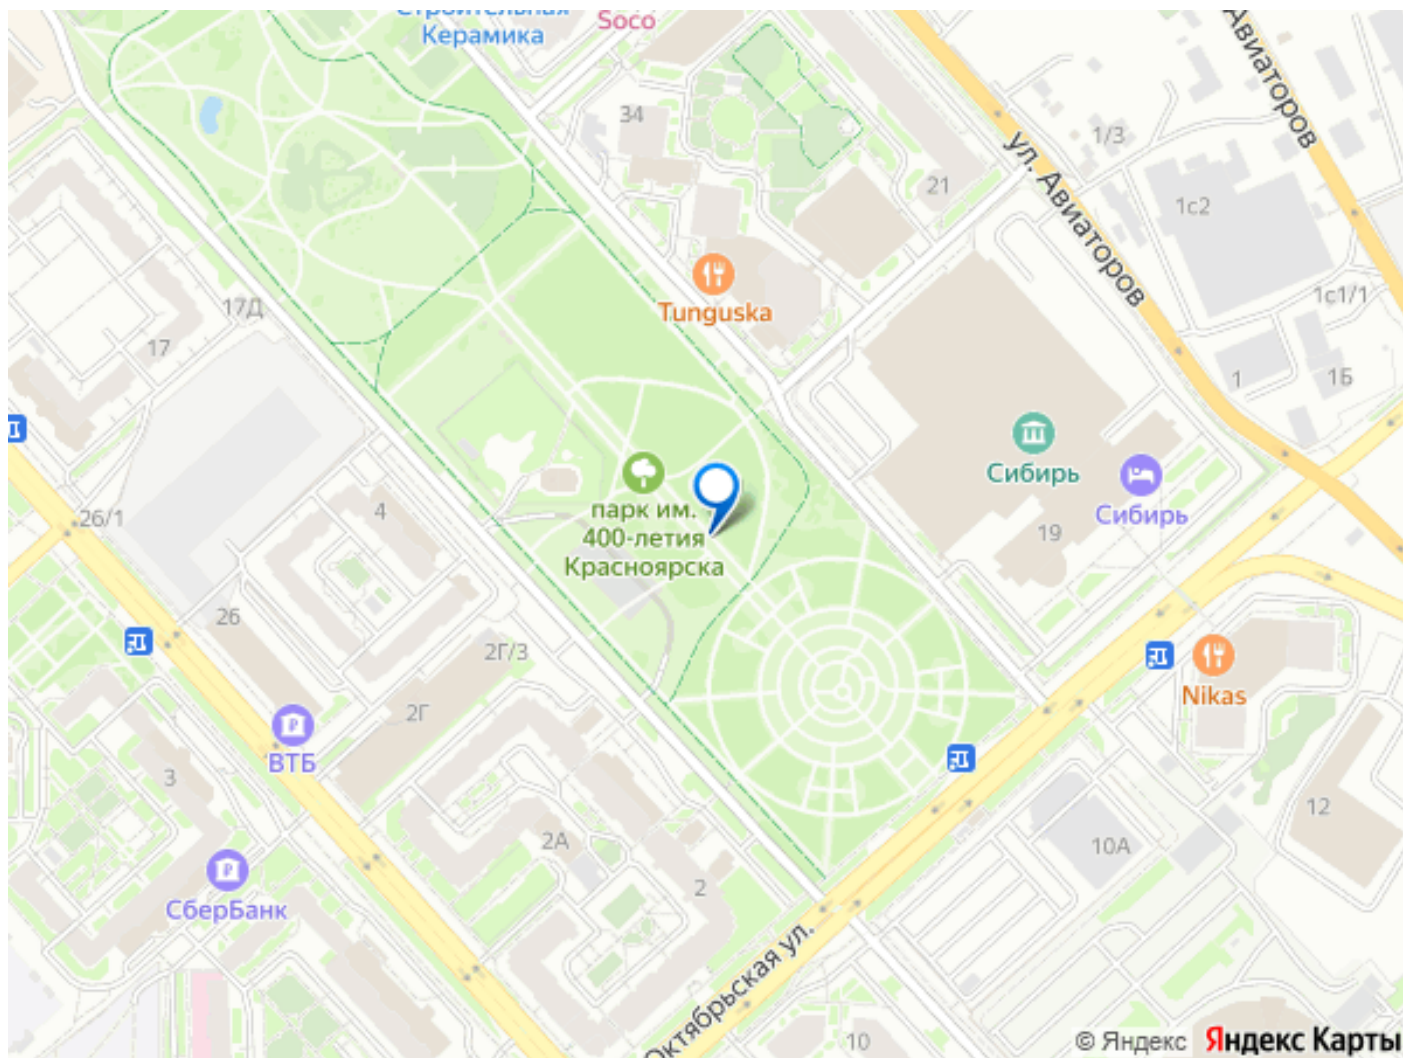 Строительная
Керамика
Soco
Авиаторов
ул. Авиаторов
34
21
1/3
1с2
1с1/1
1
1Б
Tunguska
17Д
17
Сибирь
Сибирь
19
парк им.
400-летия
Красноярска
4
26/1
26
2Г/3
2Г
ВТБ
Nikas
3
2А
2
12
10А
СберБанк
Октябрьская ул.
10
© Яндекс Яндекс Карты